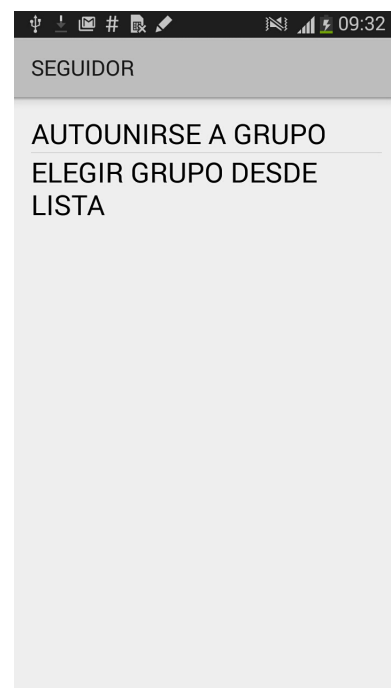 09:32
SEGUIDOR
AUTOUNIRSE A GRUPO
ELEGIR GRUPO DESDE
LISTA